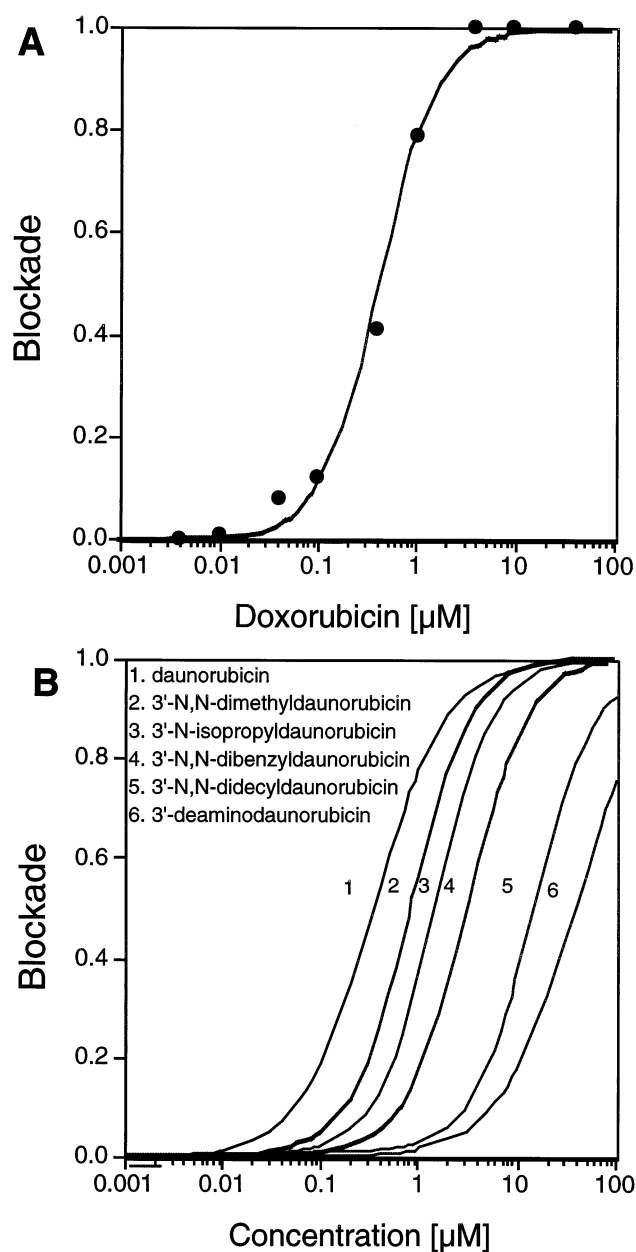 A
1.0
0.8
0.6
0.4
0.2
0.0
Blockade
0.001 0.01 0.1 1 10 100
Doxorubicin [µM]
B
1.0
0.8
0.6
0.4
0.2
0.0
Blockade
1. daunorubicin
2. 3'-N,N-dimethyldaunorubicin
3. 3'-N-isopropyldaunorubicin
4. 3'-N,N-dibenzyldaunorubicin
5. 3'-N,N-didecyldaunorubicin
6. 3'-deaminodaunorubicin
1 2 3 4 5 6
0.001 0.01 0.1 1 10 100
Concentration [µM]